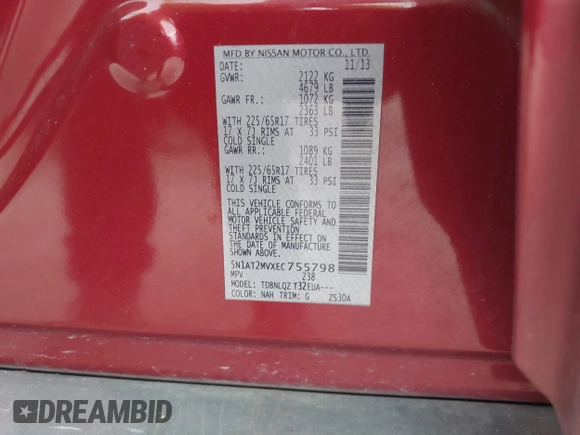 MFD BY NISSAN MOTOR CO., LTD.
DATE: 11/13
GVWR: 2122 KG
4679 LB
GAWR FR.: 1072 KG
2363 LB
WITH 225/65R17 TIRES
17 X 7J RIMS AT 33 PSI
COLD SINGLE
GAWR RR.: 1089 KG
2401 LB
WITH 225/65R17 TIRES
17 X 7J RIMS AT 33 PSI
COLD SINGLE
THIS VEHICLE CONFORMS TO
ALL APPLICABLE FEDERAL
MOTOR VEHICLE SAFETY AND
THEFT PREVENTION
STANDARDS IN EFFECT ON
THE DATE OF MANUFACTURE
SHOWN ABOVE.
5N1AT2MVXEC755798
MPV 238
MODEL: TDBNLQZ T32EUA---
COLOR: NAH TRIM: G ZS30A
DREAMBID